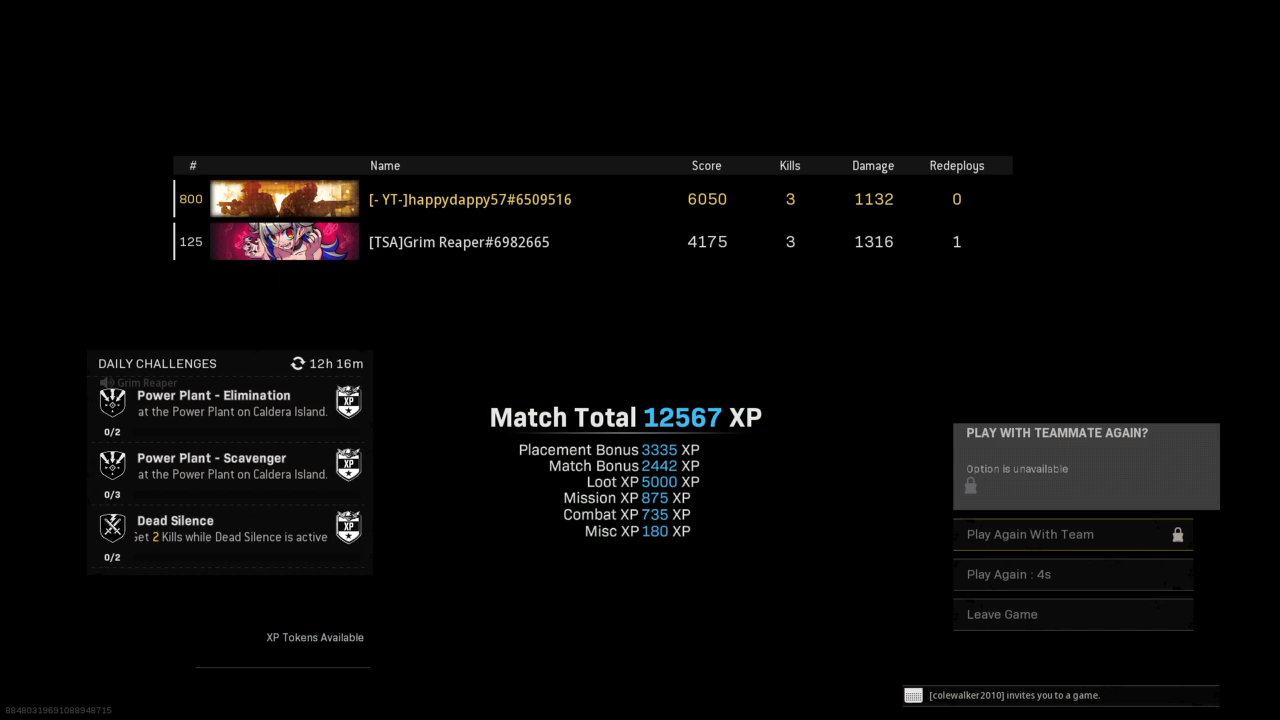 # Name Score Kills Damage Redeploys
800 [- YT-]happydappy57#6509516 6050 3 1132 0
125 [TSA]Grim Reaper#6982665 4175 3 1316 1
DAILY CHALLENGES 12h 16m
Grim Reaper
Power Plant - Elimination
at the Power Plant on Caldera Island.
XP
0/2
Power Plant - Scavenger
at the Power Plant on Caldera Island.
XP
0/3
Dead Silence
Get 2 Kills while Dead Silence is active
XP
0/2
XP Tokens Available
Match Total 12567 XP
Placement Bonus 3335 XP
Match Bonus 2442 XP
Loot XP 5000 XP
Mission XP 875 XP
Combat XP 735 XP
Misc XP 180 XP
PLAY WITH TEAMMATE AGAIN?
Option is unavailable
Play Again With Team
Play Again : 4s
Leave Game
[colewalker2010] invites you to a game.
88480319691088948715